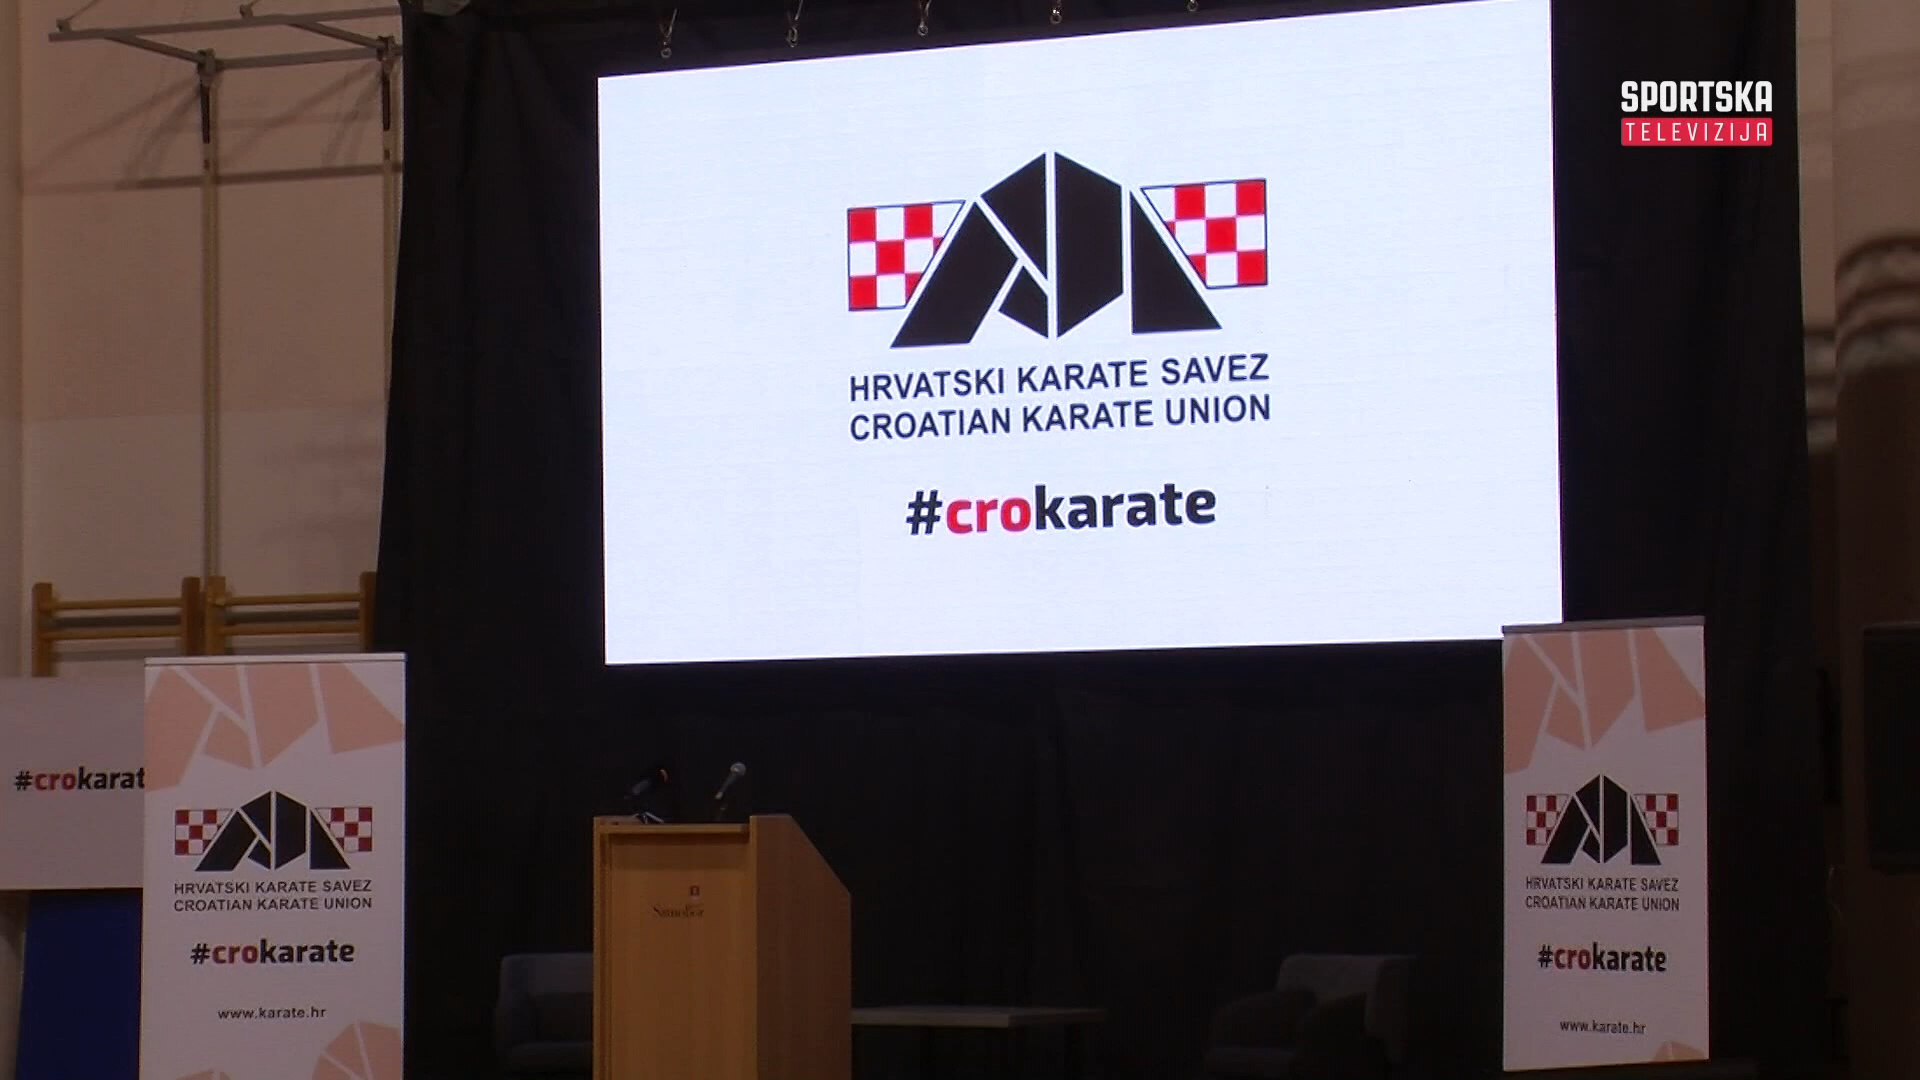 SPORTSKA
TELEVIZIJA
HRVATSKI KARATE SAVEZ
CROATIAN KARATE UNION
#crokarate
#crokarat
HRVATSKI KARATE SAVEZ
CROATIAN KARATE UNION
#crokarate
www.karate.hr
Samobor
HRVATSKI KARATE SAVEZ
CROATIAN KARATE UNION
#crokarate
www.karate.hr